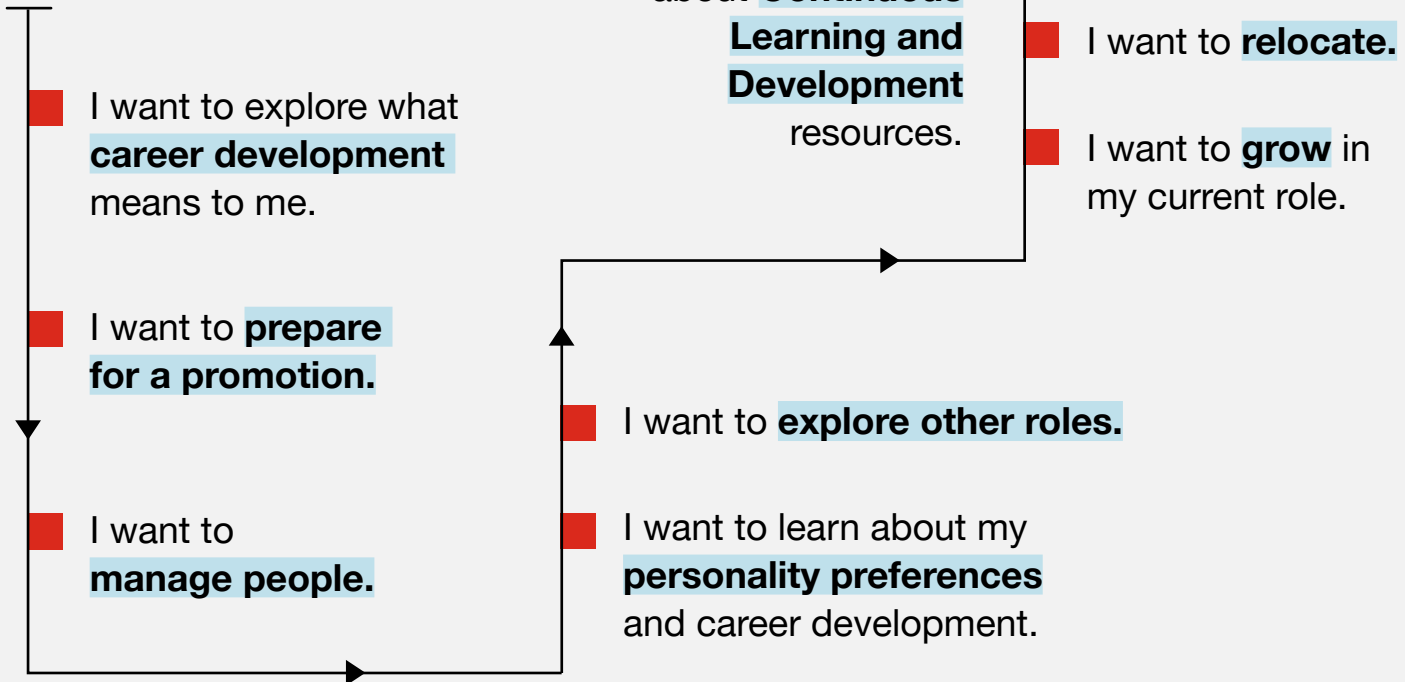 I want to explore what
career development
means to me.
I want to prepare
for a promotion.
I want to
manage people.
I want to explore other roles.
I want to learn about my
personality preferences
and career development.
Learning and
Development
resources.
I want to relocate.
I want to grow in
my current role.